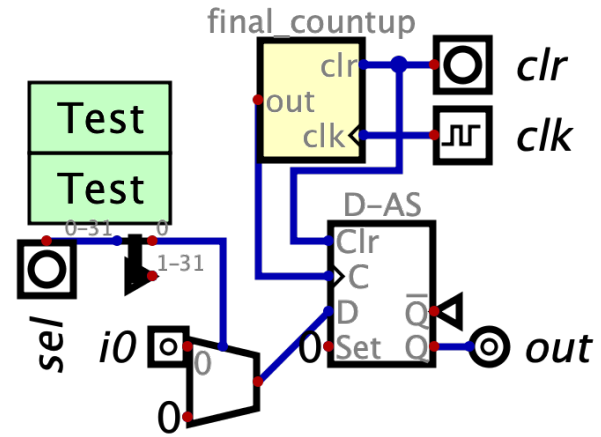 final_countup
clr
clr
out
clk
clk
Test
Test
D-AS
0-31
0
Clr
1-31
C
sel
D
Q
i0
0
0
Set
Q
out
0